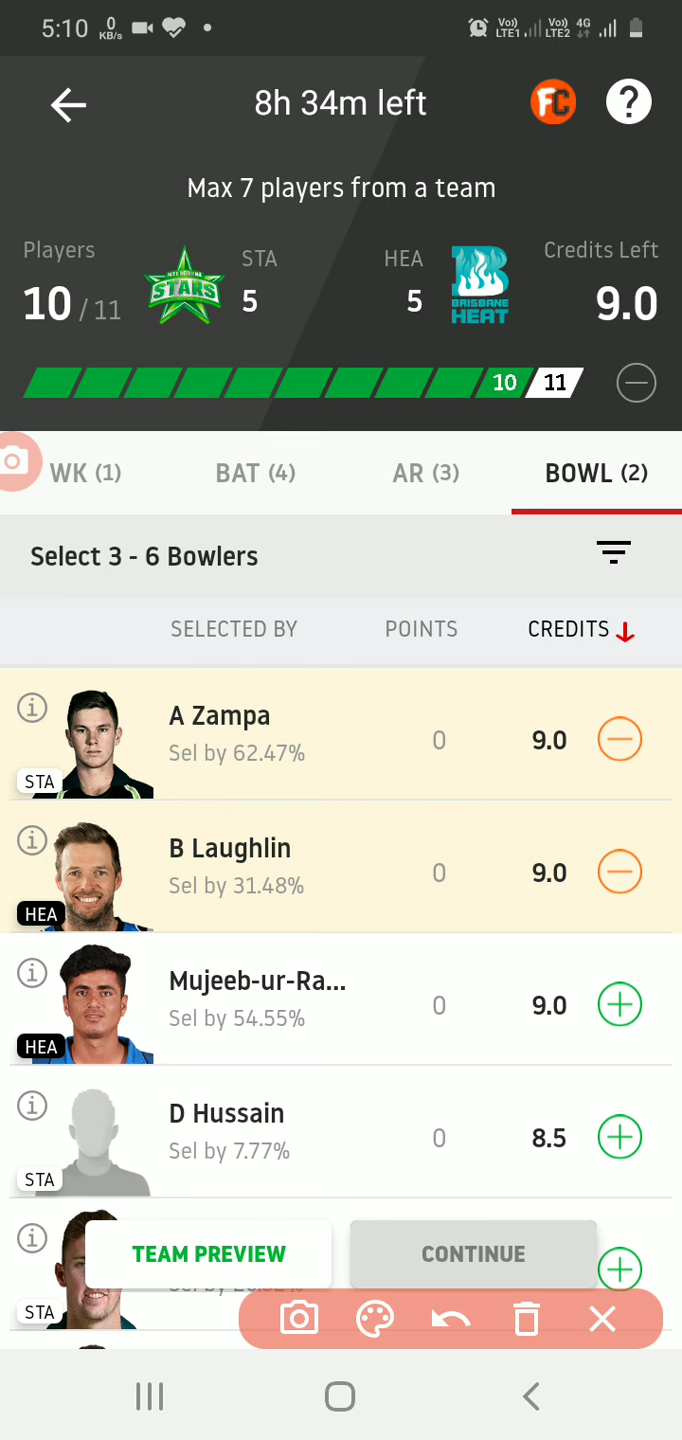 5:10 0 KB/s Vo) LTE1 Vo) LTE2 4G
8h 34m left FC ?
Max 7 players from a team
Players STA HEA Credits Left
10 / 11 STARS 5 5 BRISBANE HEAT 9.0
10 11
WK (1) BAT (4) AR (3) BOWL (2)
Select 3 - 6 Bowlers
SELECTED BY POINTS CREDITS
A Zampa
Sel by 62.47% 0 9.0
STA
B Laughlin
Sel by 31.48% 0 9.0
HEA
Mujeeb-ur-Ra...
Sel by 54.55% 0 9.0
HEA
D Hussain
Sel by 7.77% 0 8.5
STA
TEAM PREVIEW CONTINUE
STA